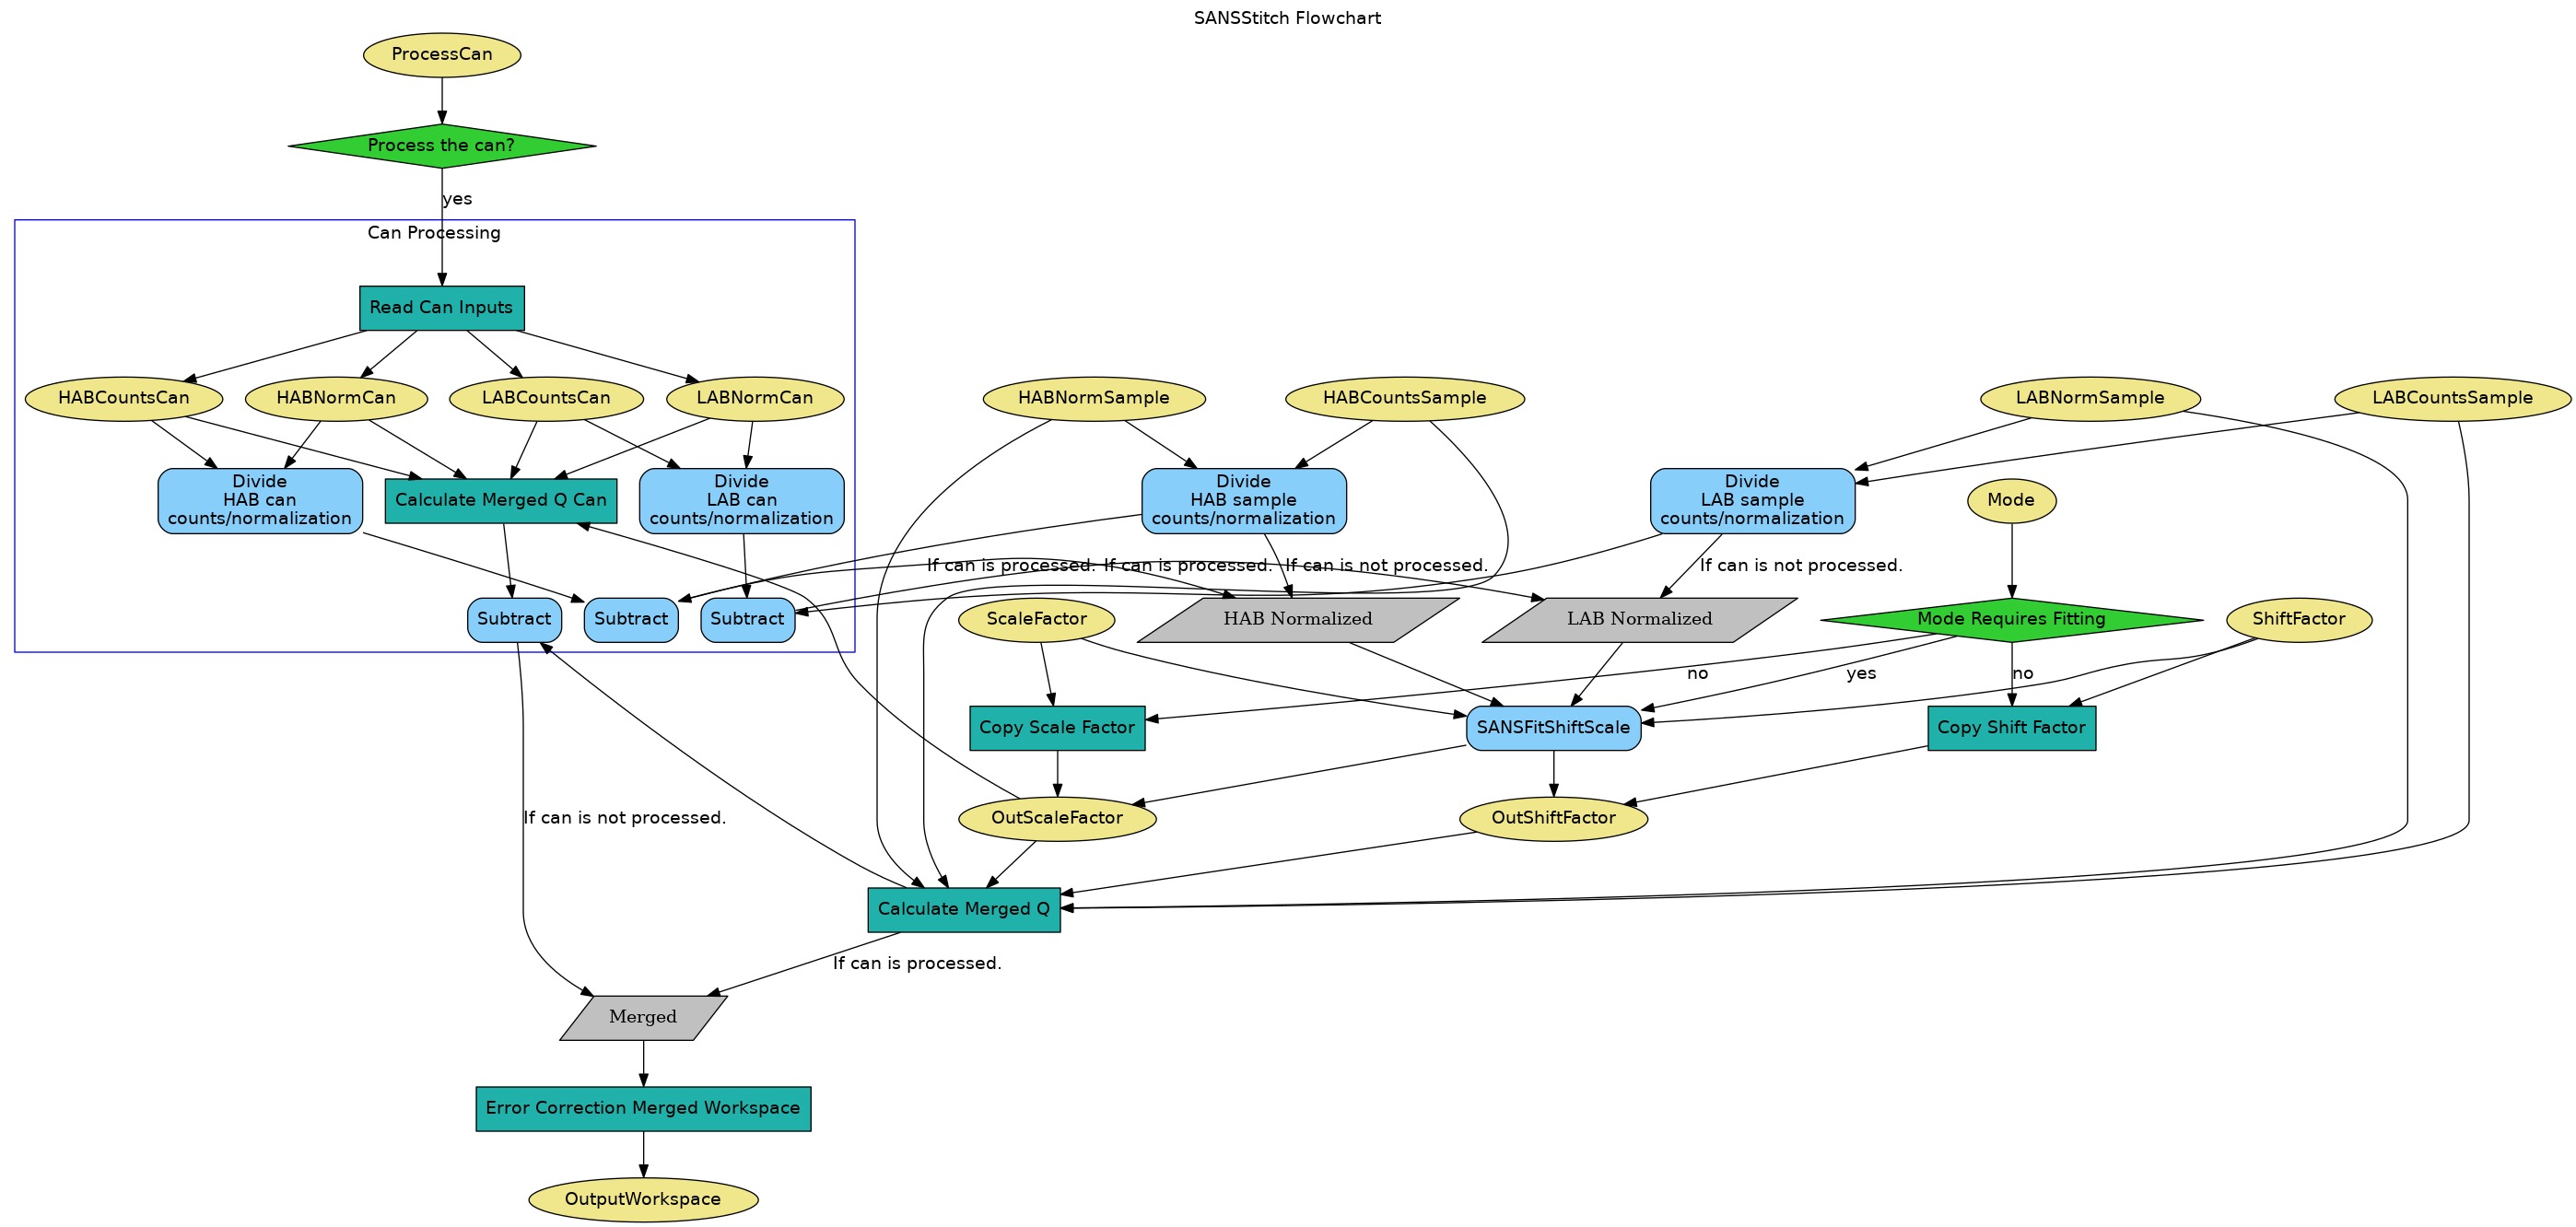 SANSStitch Flowchart
ProcessCan
Process the can?
yes
Can Processing
Read Can Inputs
HABCountsCan
HABNormCan
LABCountsCan
LABNormCan
HABNormSample
HABCountsSample
LABNormSample
LABCountsSample
Divide
HAB can
counts/normalization
Calculate Merged Q Can
Divide
LAB can
counts/normalization
Divide
HAB sample
counts/normalization
Divide
LAB sample
counts/normalization
Mode
If can is processed.
If can is processed.
If can is not processed.
If can is not processed.
Subtract
Subtract
Subtract
ScaleFactor
HAB Normalized
LAB Normalized
Mode Requires Fitting
ShiftFactor
no
yes
no
Copy Scale Factor
SANSFitShiftScale
Copy Shift Factor
If can is not processed.
OutScaleFactor
OutShiftFactor
Calculate Merged Q
If can is processed.
Merged
Error Correction Merged Workspace
OutputWorkspace